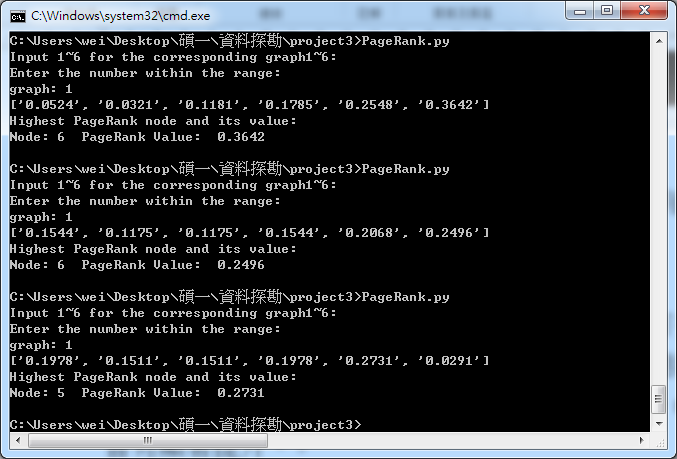 C:\Windows\system32\cmd.exe
C:\Users\wei\Desktop\碩一\資料探勘\project3>PageRank.py
Input 1~6 for the corresponding graph1~6:
Enter the number within the range:
graph: 1
['0.0524', '0.0321', '0.1181', '0.1785', '0.2548', '0.3642']
Highest PageRank node and its value:
Node: 6  PageRank Value:  0.3642
C:\Users\wei\Desktop\碩一\資料探勘\project3>PageRank.py
Input 1~6 for the corresponding graph1~6:
Enter the number within the range:
graph: 1
['0.1544', '0.1175', '0.1175', '0.1544', '0.2068', '0.2496']
Highest PageRank node and its value:
Node: 6  PageRank Value:  0.2496
C:\Users\wei\Desktop\碩一\資料探勘\project3>PageRank.py
Input 1~6 for the corresponding graph1~6:
Enter the number within the range:
graph: 1
['0.1978', '0.1511', '0.1511', '0.1978', '0.2731', '0.0291']
Highest PageRank node and its value:
Node: 5  PageRank Value:  0.2731
C:\Users\wei\Desktop\碩一\資料探勘\project3>